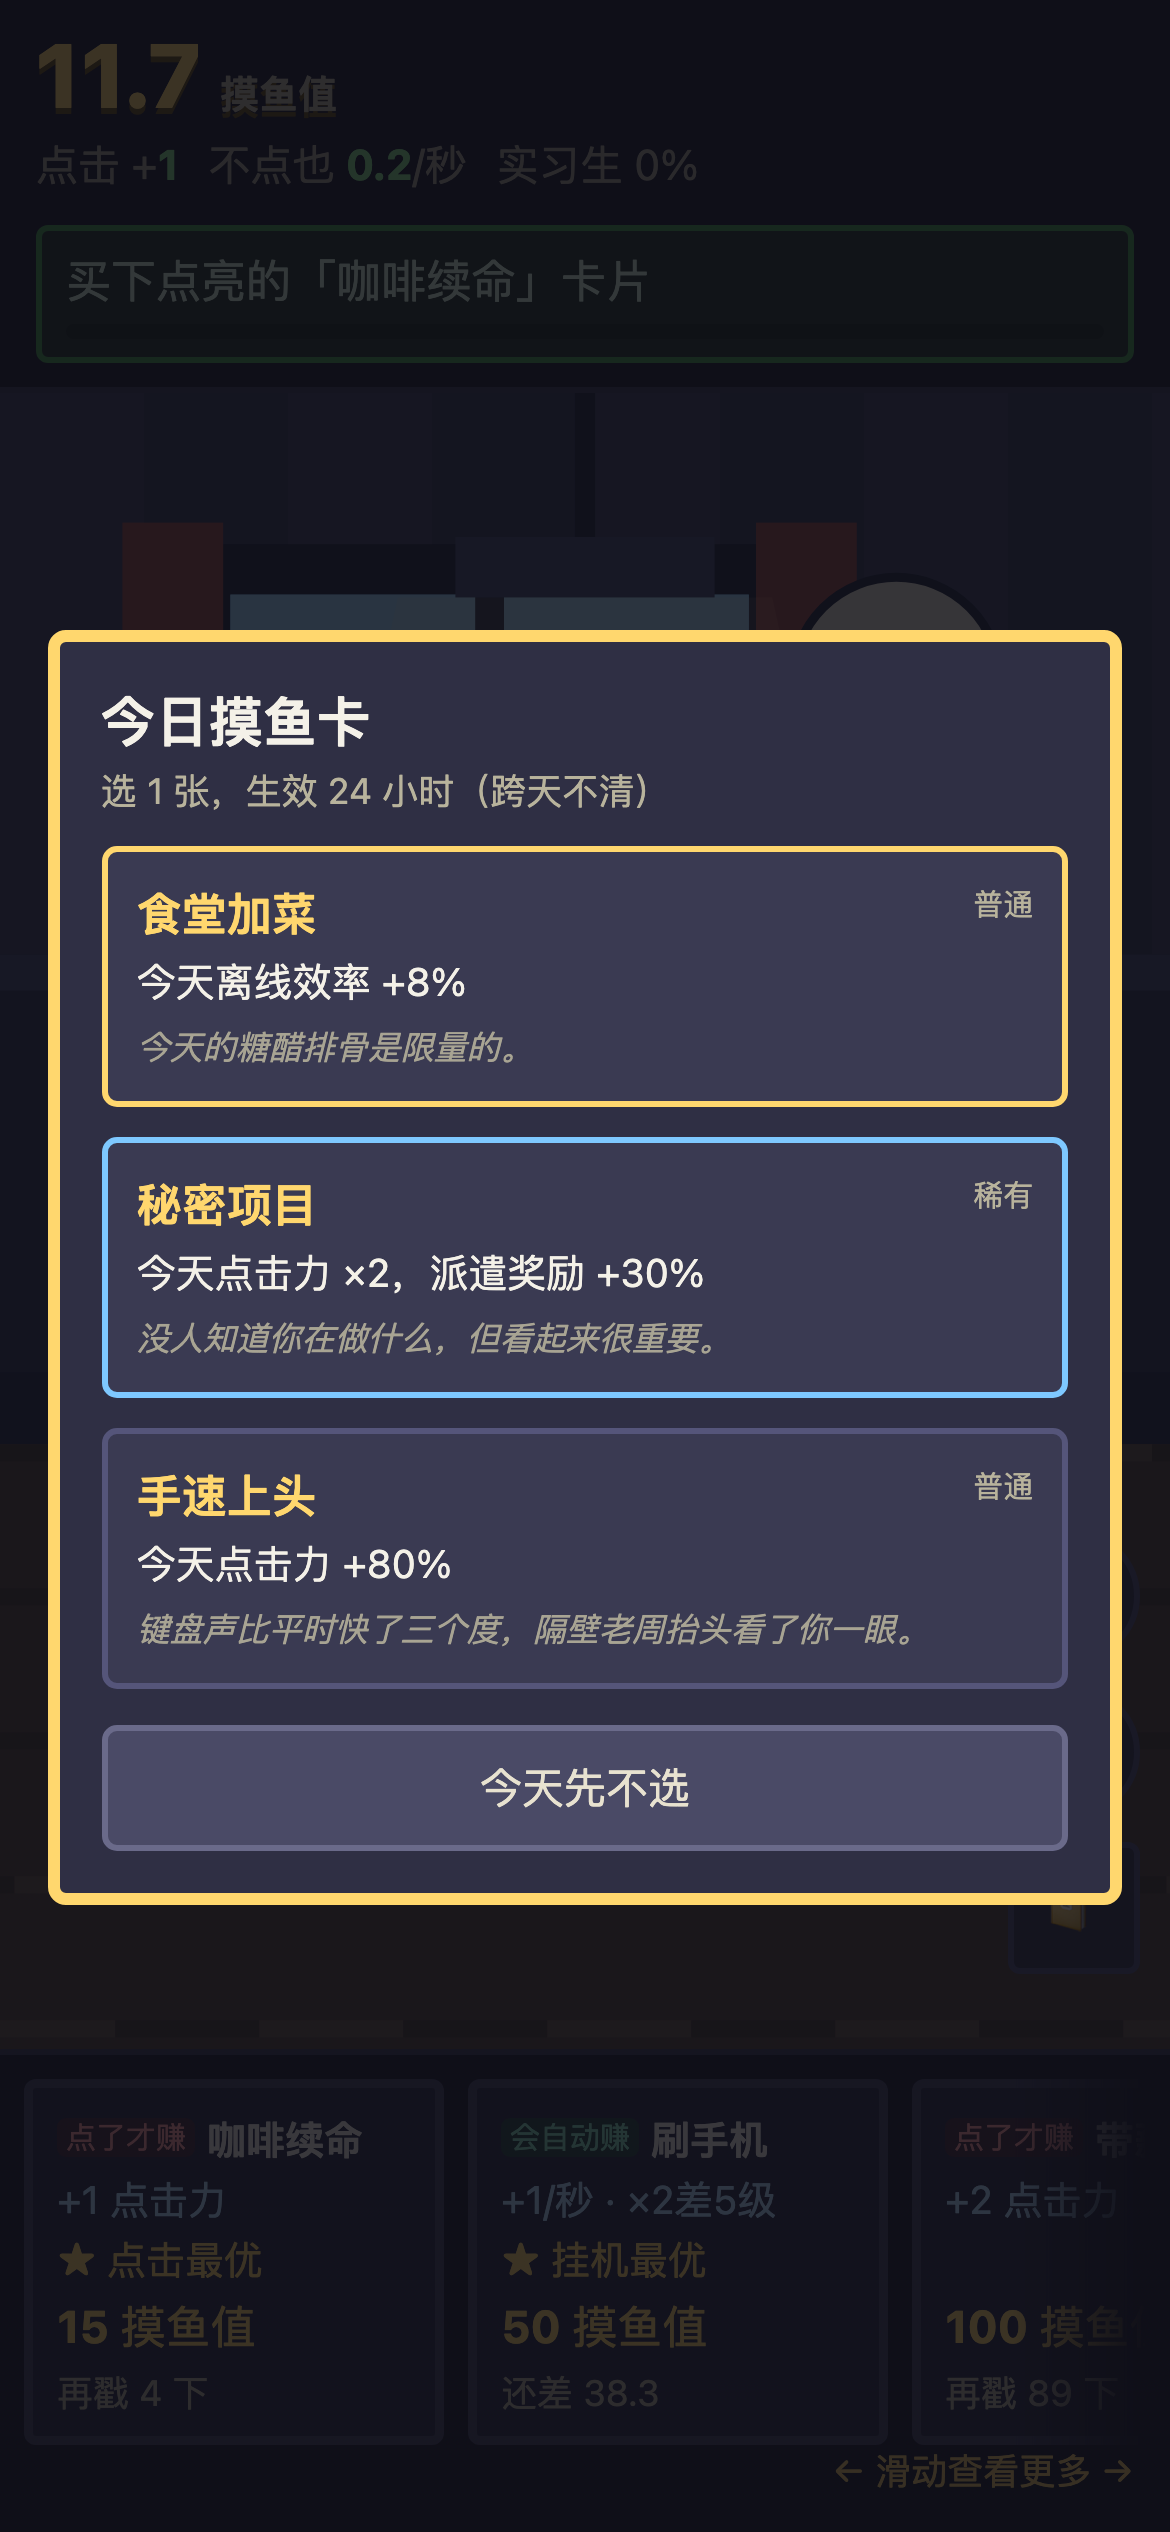 11.7 摸鱼值
点击 +1 不点也 0.2/秒 实习生 0%
买下点亮的「咖啡续命」卡片
今日摸鱼卡
选 1 张，生效 24 小时（跨天不清）
食堂加菜 普通
今天离线效率 +8%
今天的糖醋排骨是限量的。
秘密项目 稀有
今天点击力 ×2，派遣奖励 +30%
没人知道你在做什么，但看起来很重要。
手速上头 普通
今天点击力 +80%
键盘声比平时快了三个度，隔壁老周抬头看了你一眼。
今天先不选
点了才赚 咖啡续命
+1 点击力
★ 点击最优
15 摸鱼值
再戳 4 下
会自动赚 刷手机
+1/秒 · ×2差5级
★ 挂机最优
50 摸鱼值
还差 38.3
点了才赚 带
+2 点击力
100 摸鱼
再戳 89 下
← 滑动查看更多 →